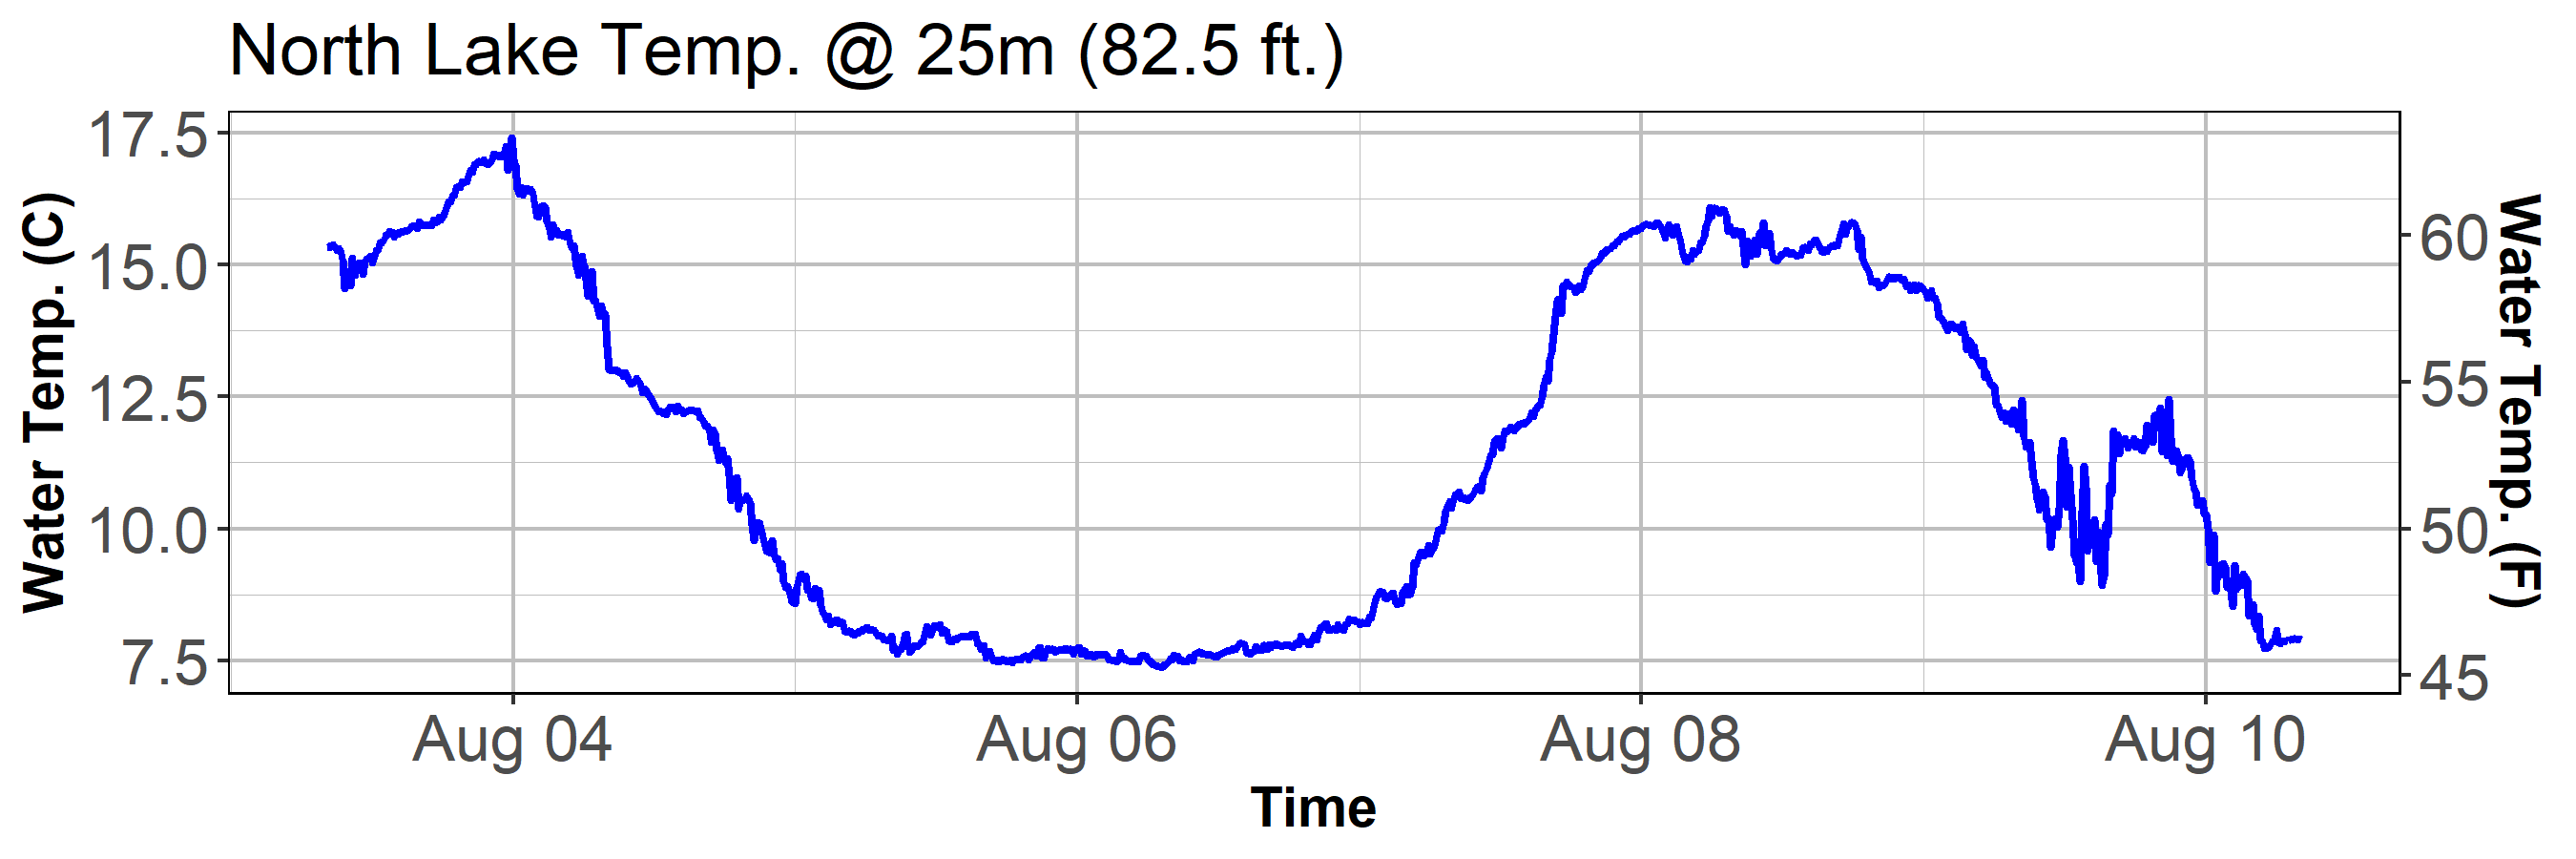 North Lake Temp. @ 25m (82.5 ft.)
Water Temp. (C)
17.5
15.0
12.5
10.0
7.5
60
55
50
45
Water Temp. (F)
Aug 04
Aug 06
Aug 08
Aug 10
Time